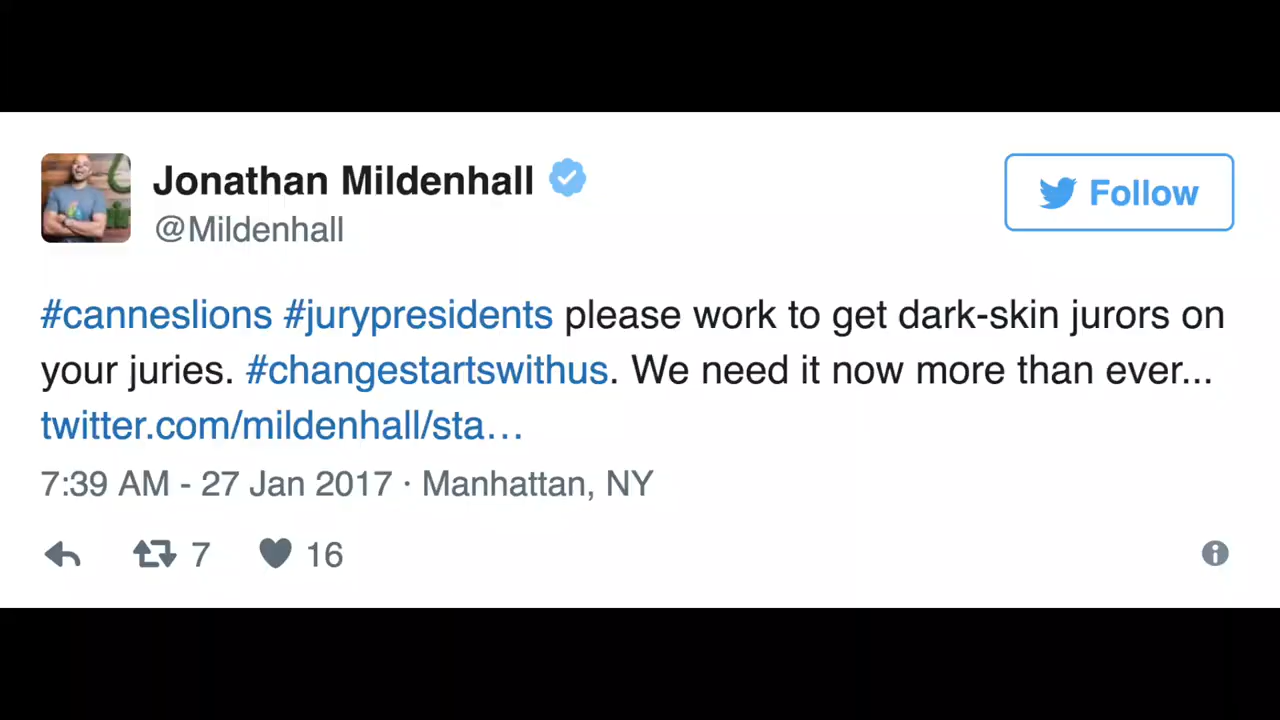 Jonathan Mildenhall
@Mildenhall
Follow
#canneslions #jurypresidents please work to get dark-skin jurors on
your juries. #changestartswithus. We need it now more than ever...
twitter.com/mildenhall/sta…
7:39 AM - 27 Jan 2017 · Manhattan, NY
7 16